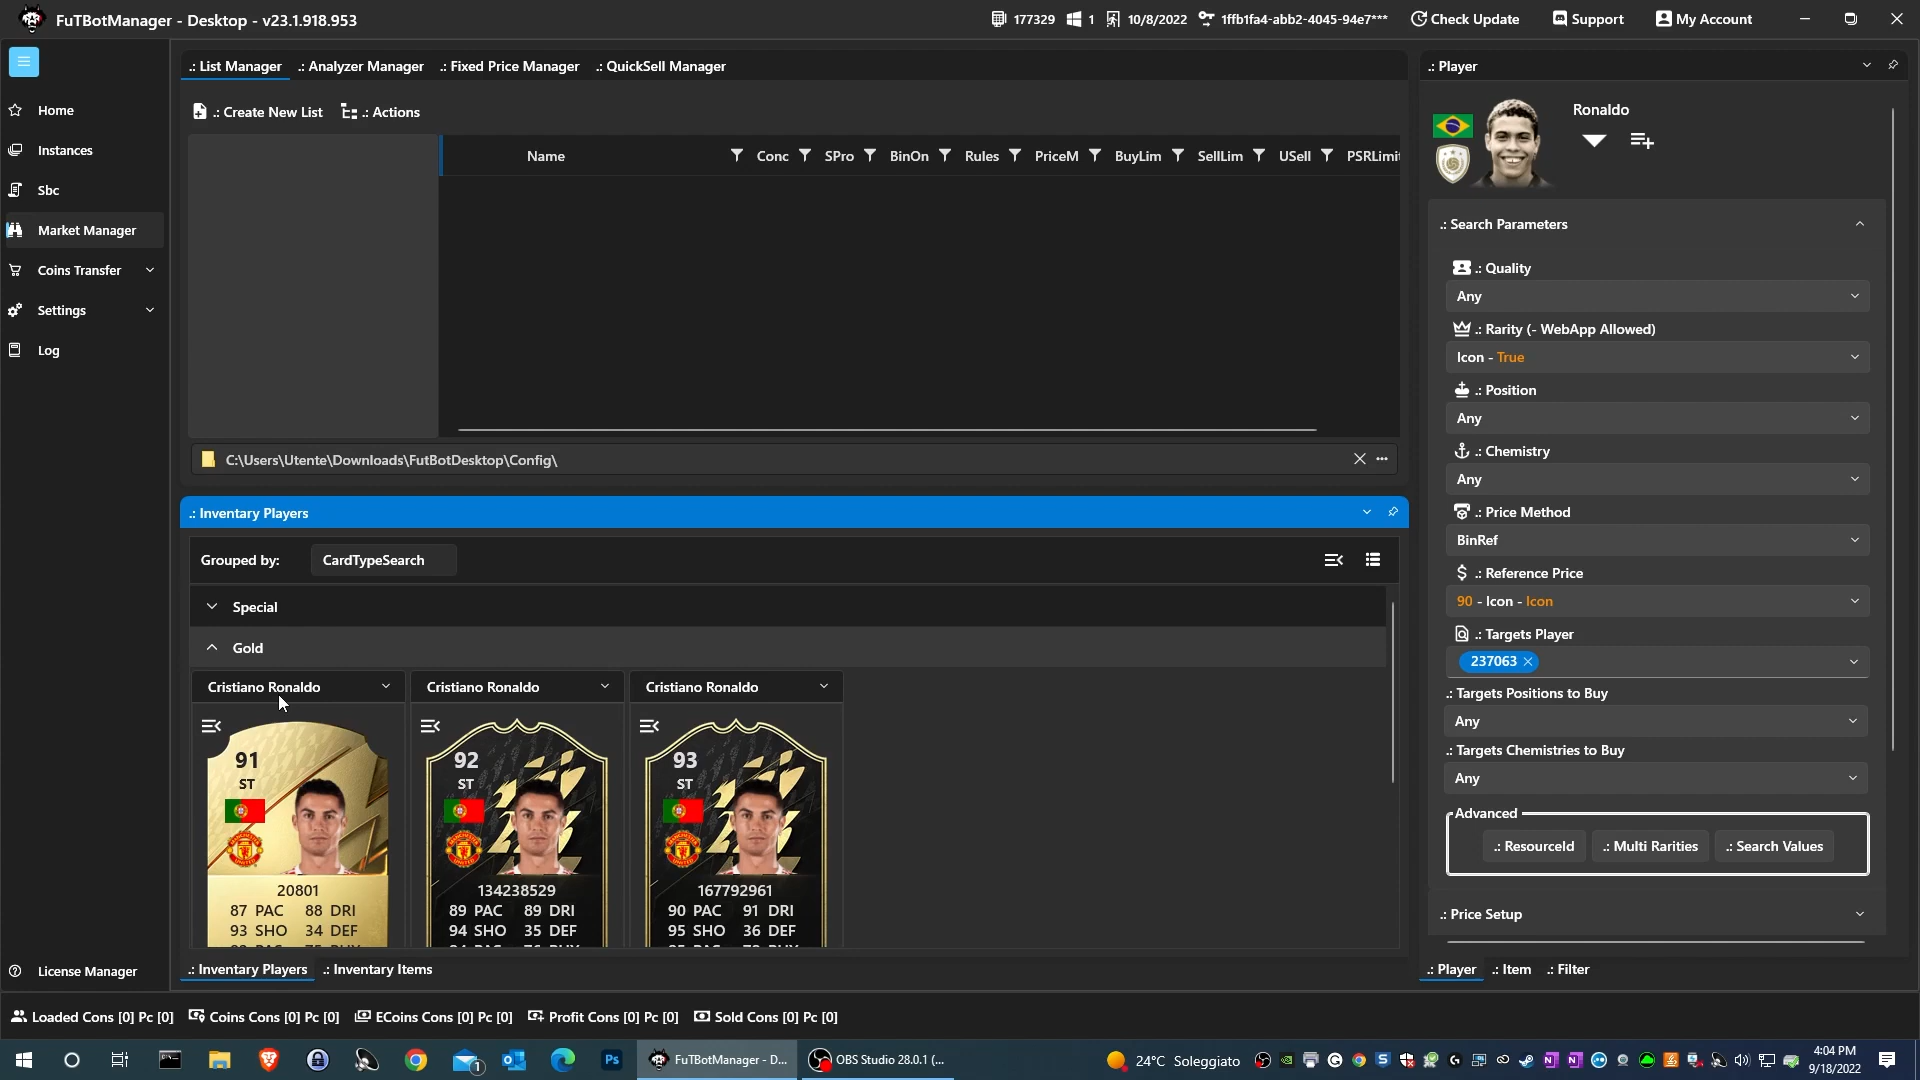 FuTBotManager - Desktop - v23.1.918.953
177329
1
10/8/2022
1ffb1fa4-abb2-4045-94e7***
Check Update
Support
My Account
Home
Instances
Sbc
Market Manager
Coins Transfer
Settings
Log
License Manager
.: List Manager
.: Analyzer Manager
.: Fixed Price Manager
.: QuickSell Manager
.: Create New List
.: Actions
Name
Conc
SPro
BinOn
Rules
PriceM
BuyLim
SellLim
USell
PSRLimit
C:\Users\Utente\Downloads\FutBotDesktop\Config\
.: Inventary Players
Grouped by:
CardTypeSearch
Special
Gold
Cristiano Ronaldo
Cristiano Ronaldo
Cristiano Ronaldo
91
ST
20801
87 PAC 88 DRI
93 SHO 34 DEF
92
ST
134238529
89 PAC 89 DRI
94 SHO 35 DEF
93
ST
167792961
90 PAC 91 DRI
95 SHO 36 DEF
.: Inventary Players
.: Inventary Items
.: Player
Ronaldo
.: Search Parameters
.: Quality
Any
.: Rarity (- WebApp Allowed)
Icon - True
.: Position
Any
.: Chemistry
Any
.: Price Method
BinRef
.: Reference Price
90 - Icon - Icon
.: Targets Player
237063
.: Targets Positions to Buy
Any
.: Targets Chemistries to Buy
Any
Advanced
.: ResourceId
.: Multi Rarities
.: Search Values
.: Price Setup
.: Player
.: Item
.: Filter
Loaded Cons [0] Pc [0]
Coins Cons [0] Pc [0]
ECoins Cons [0] Pc [0]
Profit Cons [0] Pc [0]
Sold Cons [0] Pc [0]
Ps
FuTBotManager - D...
OBS Studio 28.0.1 (...
24°C Soleggiato
4:04 PM
9/18/2022